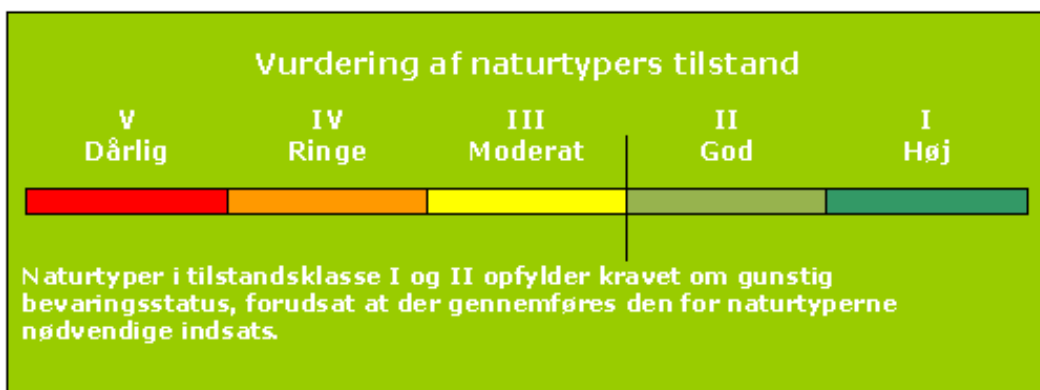 Vurdering af naturtypers tilstand
V IV III II I
Dårlig Ringe Moderat God Høj
Naturtyper i tilstandsklasse I og II opfylder kravet om gunstig
bevaringsstatus, forudsat at der gennemføres den for naturtyperne
nødvendige indsats.